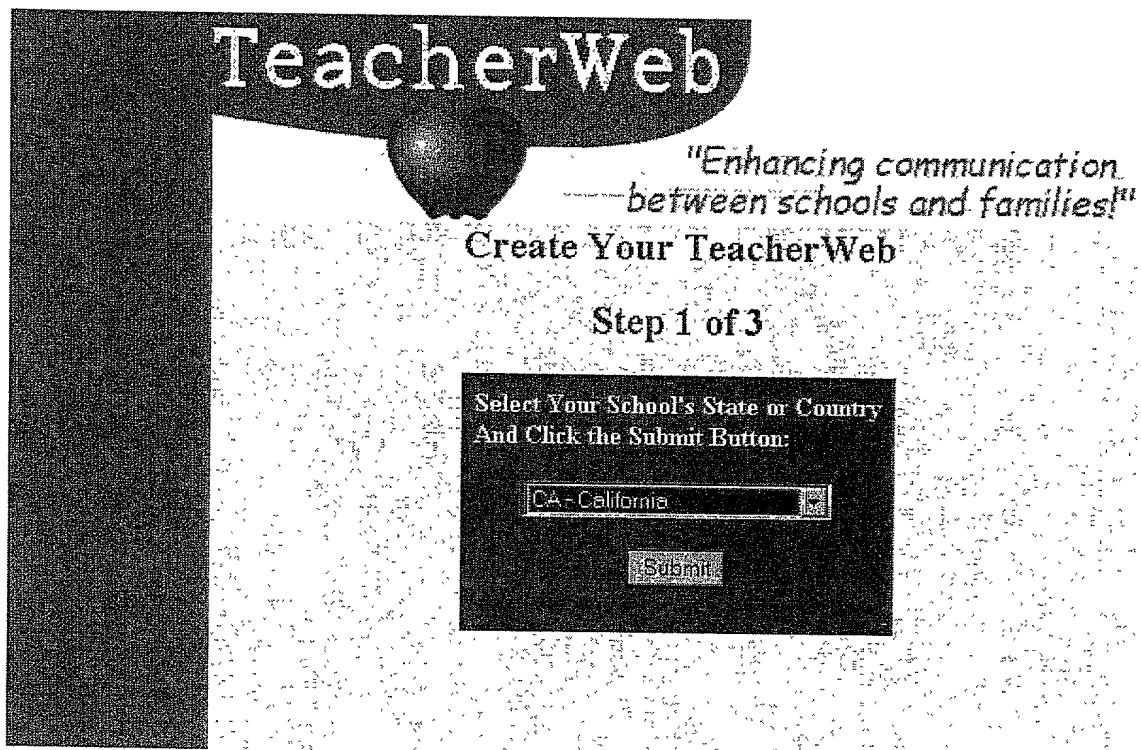 TeacherWeb
"Enhancing communication
between schools and families!"
Create Your TeacherWeb
Step 1 of 3
Select Your School's State or Country
And Click the Submit Button:
CA - California
Submit